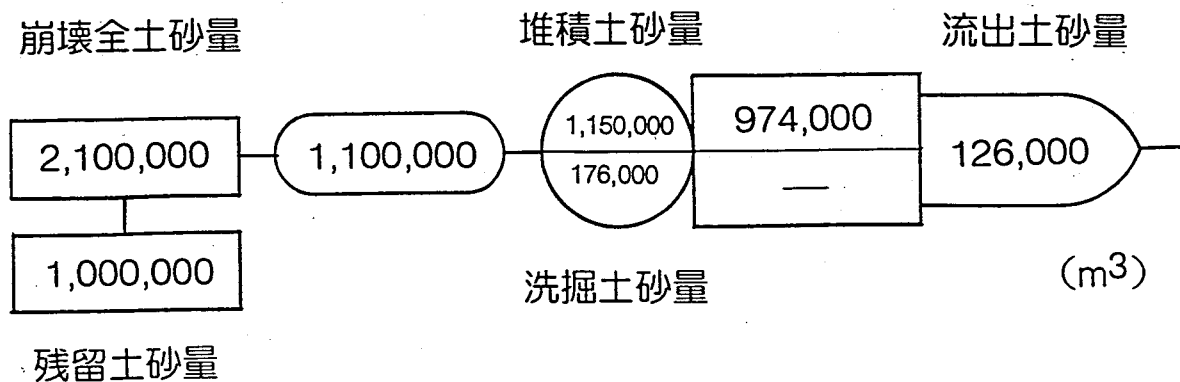 崩壊全土砂量
堆積土砂量
流出土砂量
2,100,000
1,100,000
1,150,000
176,000
974,000
—
126,000
1,000,000
洗掘土砂量
(m³)
残留土砂量